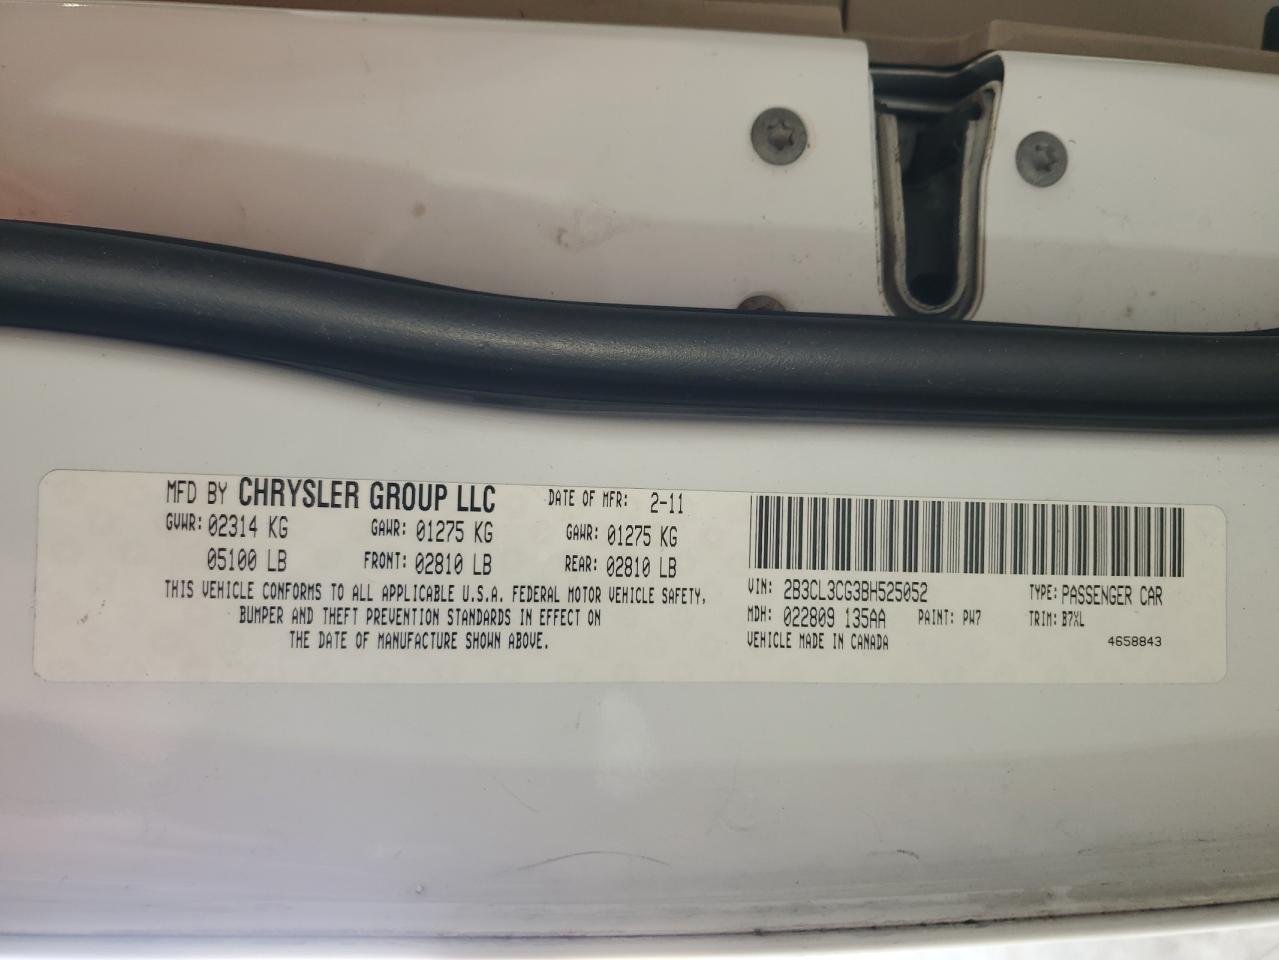 MFD BY CHRYSLER GROUP LLC DATE OF MFR: 2-11
GVWR: 02314 KG GAWR: 01275 KG GAWR: 01275 KG
05100 LB FRONT: 02810 LB REAR: 02810 LB
THIS VEHICLE CONFORMS TO ALL APPLICABLE U.S.A. FEDERAL MOTOR VEHICLE SAFETY,
BUMPER AND THEFT PREVENTION STANDARDS IN EFFECT ON
THE DATE OF MANUFACTURE SHOWN ABOVE.
VIN: 2B3CL3CG3BH525052 TYPE: PASSENGER CAR
MDH: 022809 135AA PAINT: PW7 TRIM: B7XL
VEHICLE MADE IN CANADA 4658843